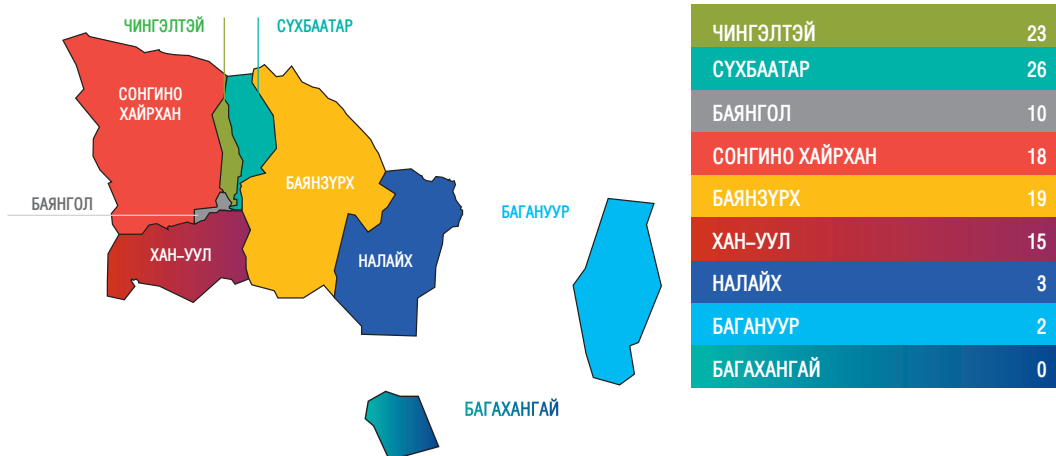 ЧИНГЭЛТЭЙ
СҮХБААТАР
СОНГИНО
ХАЙРХАН
БАЯНЗҮРХ
БАЯНГОЛ
БАГАНУУР
ХАН–УУЛ
НАЛАЙХ
БАГАХАНГАЙ
ЧИНГЭЛТЭЙ 23
СҮХБААТАР 26
БАЯНГОЛ 10
СОНГИНО ХАЙРХАН 18
БАЯНЗҮРХ 19
ХАН–УУЛ 15
НАЛАЙХ 3
БАГАНУУР 2
БАГАХАНГАЙ 0